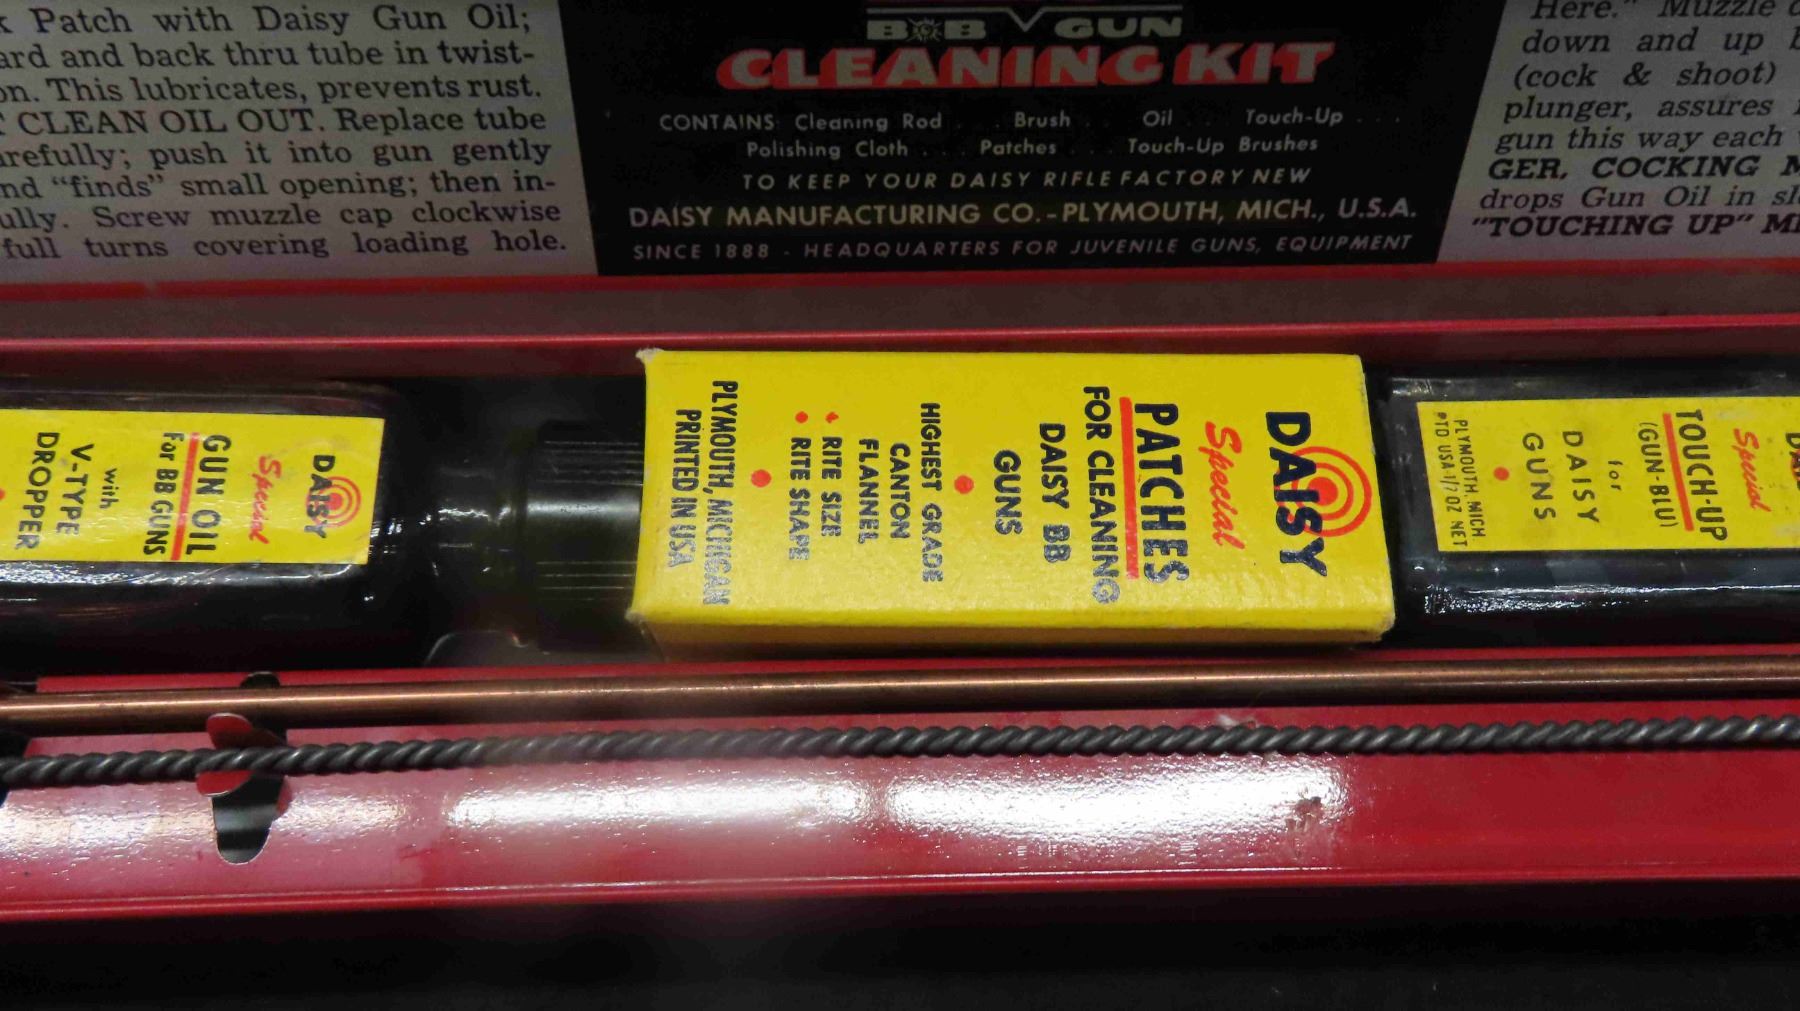 Patch with Daisy Gun Oil;
and back thru tube in twist-
This lubricates, prevents rust.
CLEAN OIL OUT. Replace tube
push it into gun gently
"finds" small opening; then in-
Screw muzzle cap clockwise
full turns covering loading hole.
B B GUN
CLEANING KIT
CONTAINS: Cleaning Rod . . . Brush . . . Oil . . . Touch-Up . . .
Polishing Cloth . . . Patches . . . Touch-Up Brushes
TO KEEP YOUR DAISY RIFLE FACTORY NEW
DAISY MANUFACTURING CO.-PLYMOUTH, MICH., U.S.A.
SINCE 1888 - HEADQUARTERS FOR JUVENILE GUNS, EQUIPMENT
Here." Muzzle
down and up
(cock & shoot)
plunger, assures
gun this way each
COCKING
drops Gun Oil in
"TOUCHING UP"
DAISY
Special
GUN OIL
For BB GUNS
with
V-TYPE
DROPPER
DAISY
Special
PATCHES
FOR CLEANING
DAISY BB
GUNS
HIGHEST GRADE
CANTON
FLANNEL
• RITE SIZE
• RITE SHAPE
PLYMOUTH, MICHIGAN
PRINTED IN USA
Special
TOUCH-UP
(GUN-BLU)
for
DAISY
GUNS
PLYMOUTH, MICH.
PTD USA 1/2 OZ NET